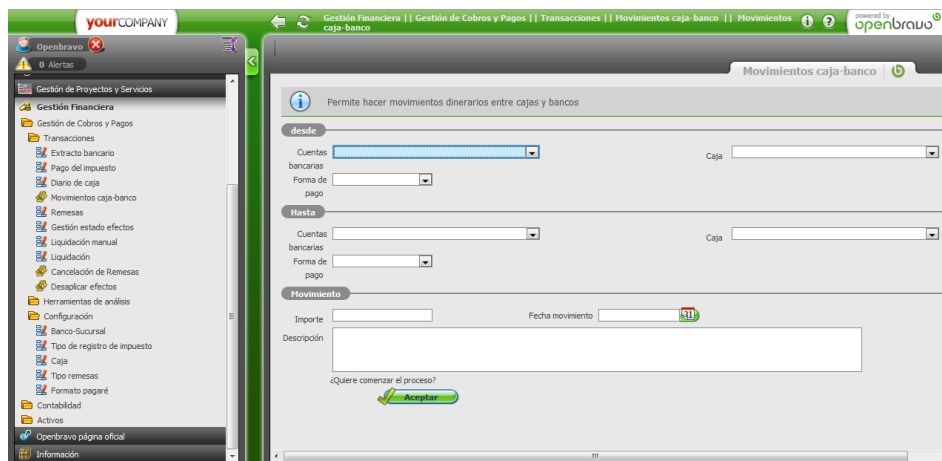 yourCOMPANY
Gestión Financiera || Gestión de Cobros y Pagos || Transacciones || Movimientos caja-banco || Movimientos
caja-banco
powered by
openbravo
Openbravo
0 Alertas
Gestión de Proyectos y Servicios
Gestión Financiera
Gestión de Cobros y Pagos
Transacciones
Extracto bancario
Pago del impuesto
Diario de caja
Movimientos caja-banco
Remesas
Gestión estado efectos
Liquidación manual
Liquidación
Cancelación de Remesas
Desaplicar efectos
Herramientas de análisis
Configuración
Banco-Sucursal
Tipo de registro de impuesto
Caja
Tipo remesas
Formato pagaré
Contabilidad
Activos
Openbravo página oficial
Información
Movimientos caja-banco
Permite hacer movimientos dinerarios entre cajas y bancos
desde
Cuentas
bancarias
Caja
Forma de
pago
Hasta
Cuentas
bancarias
Caja
Forma de
pago
Movimiento
Importe
Fecha movimiento
31
Descripción
¿Quiere comenzar el proceso?
Aceptar